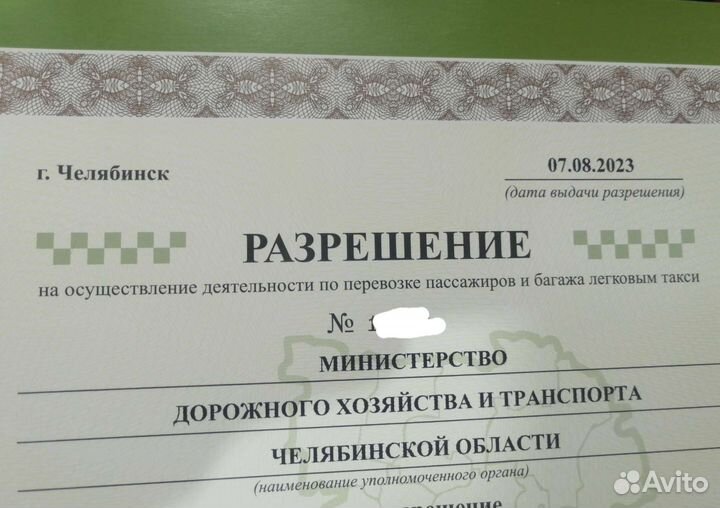 г. Челябинск
07.08.2023
(дата выдачи разрешения)
РАЗРЕШЕНИЕ
на осуществление деятельности по перевозке пассажиров и багажа легковым такси
№ 1
МИНИСТЕРСТВО
ДОРОЖНОГО ХОЗЯЙСТВА И ТРАНСПОРТА
ЧЕЛЯБИНСКОЙ ОБЛАСТИ
(наименование уполномоченного органа)
Avito